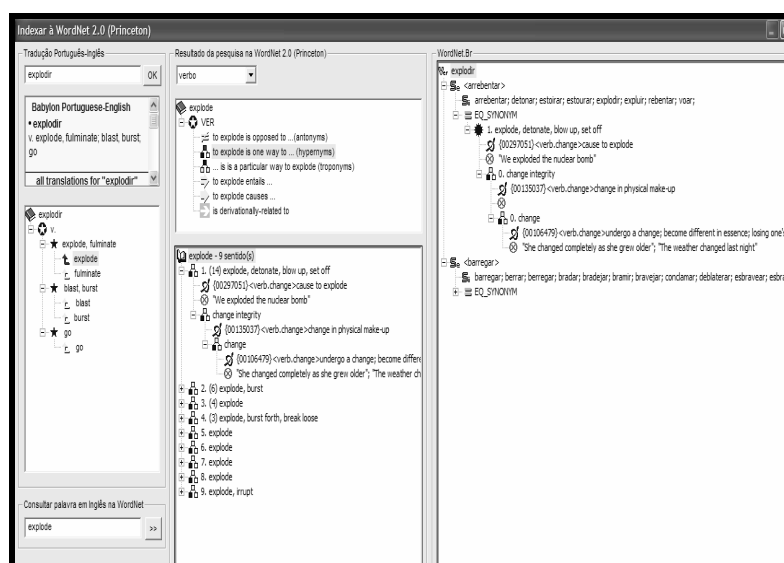 Indexar à WordNet 2.0 (Princeton)
Tradução Português-Inglês
explodir
OK
Babylon Portuguese-English
•explodir
v. explode, fulminate; blast, burst;
go
all translations for "explodir"
explodir
v.
explode, fulminate
explode
fulminate
blast, burst
blast
burst
go
go
Consultar palavra em Inglês na WordNet
explode
>>
Resultado da pesquisa na WordNet 2.0 (Princeton)
verbo
explode
VER
to explode is opposed to ... (antonyms)
to explode is one way to ... (hypernyms)
... is is a particular way to explode (troponyms)
to explode entails ...
to explode causes ...
is derivationally-related to
explode - 9 sentido(s)
1. (14) explode, detonate, blow up, set off
{00297051}<verb.change>cause to explode
"We exploded the nuclear bomb"
change integrity
{00135037}<verb.change>change in physical make-up
change
{00106479}<verb.change>undergo a change; become differe
"She changed completely as she grew older"; "The weather ch
2. (6) explode, burst
3. (4) explode
4. (3) explode, burst forth, break loose
5. explode
6. explode
7. explode
8. explode
9. explode, irrupt
WordNet.Br
explodir
<arrebentar>
arrebentar; detonar; estoirar; estourar; explodir; expluir; rebentar; voar;
EQ_SYNONYM
1. explode, detonate, blow up, set off
{00297051}<verb.change>cause to explode
"We exploded the nuclear bomb"
0. change integrity
{00135037}<verb.change>change in physical make-up
0. change
{00106479}<verb.change>undergo a change; become different in essence; losing one's
"She changed completely as she grew older"; "The weather changed last night"
<barregar>
barregar; berrar; berregar; bradar; bradejar; bramir; bravejar; condamar; deblaterar; esbravear; esbra
EQ_SYNONYM